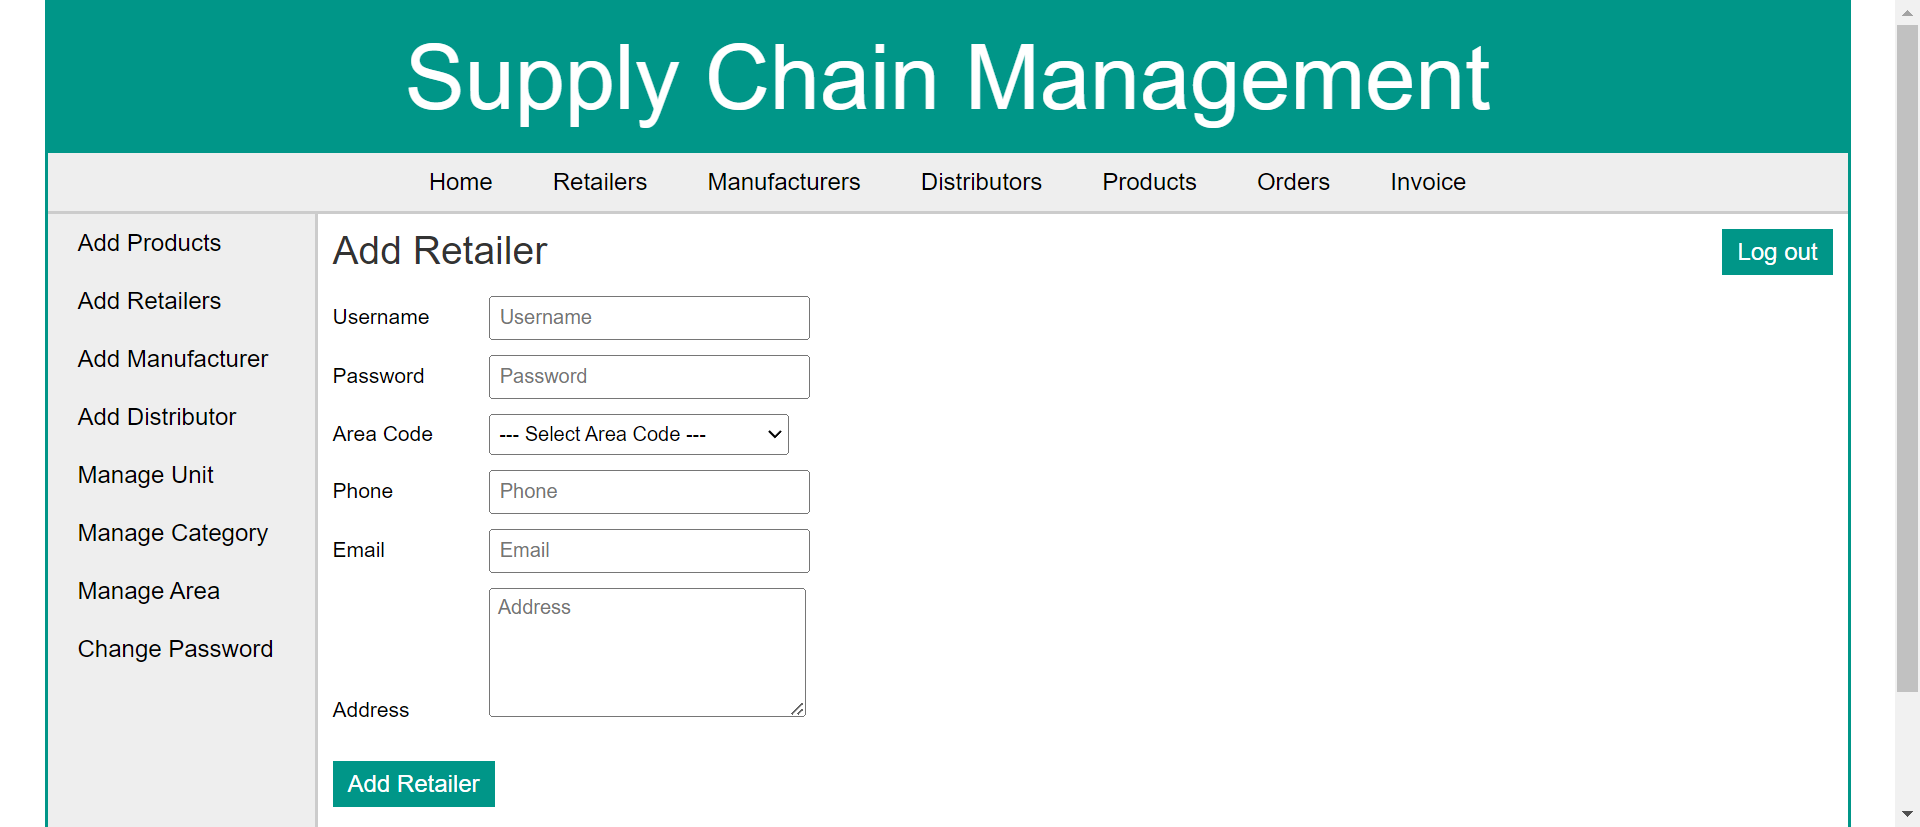 Supply Chain Management
Home Retailers Manufacturers Distributors Products Orders Invoice
Add Products
Add Retailers
Add Manufacturer
Add Distributor
Manage Unit
Manage Category
Manage Area
Change Password
Add Retailer
Log out
Username Username
Password Password
Area Code --- Select Area Code ---
Phone Phone
Email Email
Address
Address
Add Retailer